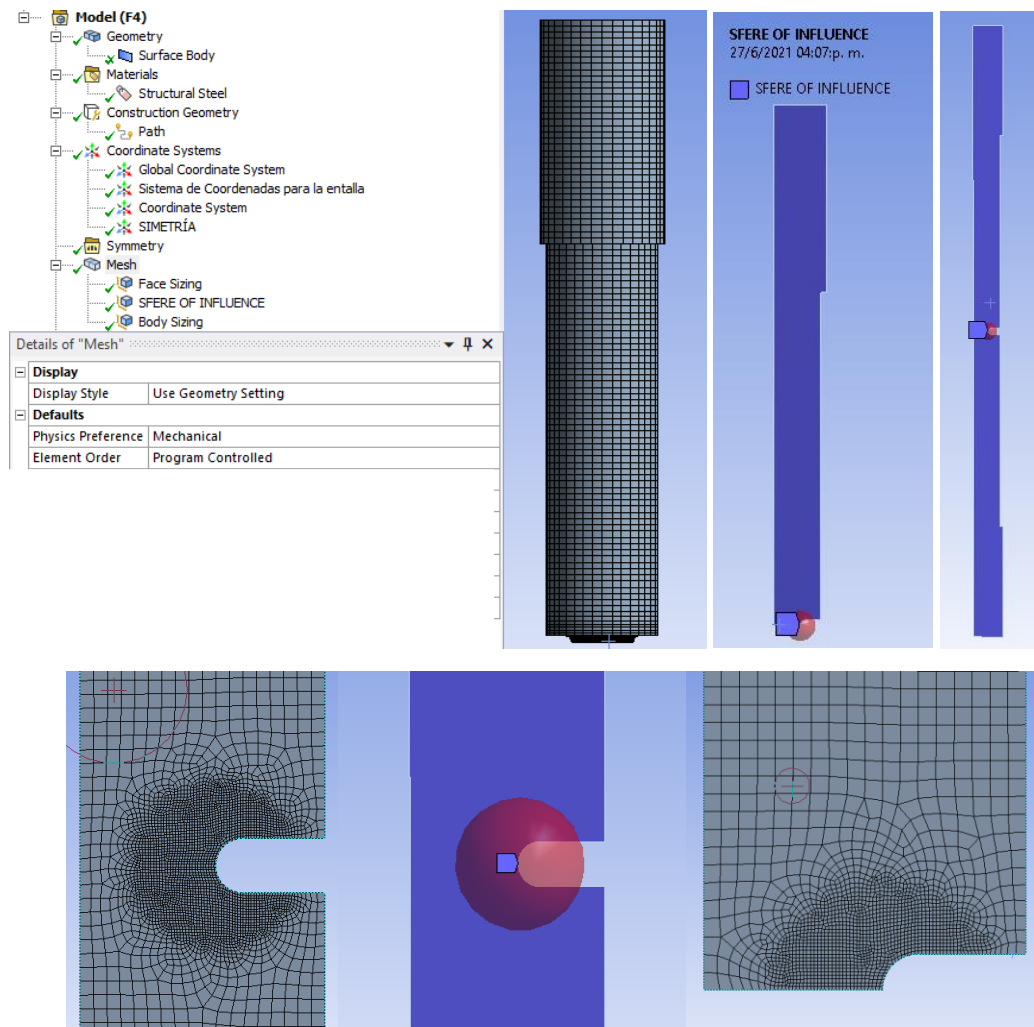 Model (F4)
Geometry
Surface Body
Materials
Structural Steel
Construction Geometry
Path
Coordinate Systems
Global Coordinate System
Sistema de Coordenadas para la entalla
Coordinate System
SIMETRÍA
Symmetry
Mesh
Face Sizing
SFERE OF INFLUENCE
Body Sizing
Details of "Mesh"
Display
Display Style Use Geometry Setting
Defaults
Physics Preference Mechanical
Element Order Program Controlled
SFERE OF INFLUENCE
27/6/2021 04:07:p. m.
SFERE OF INFLUENCE